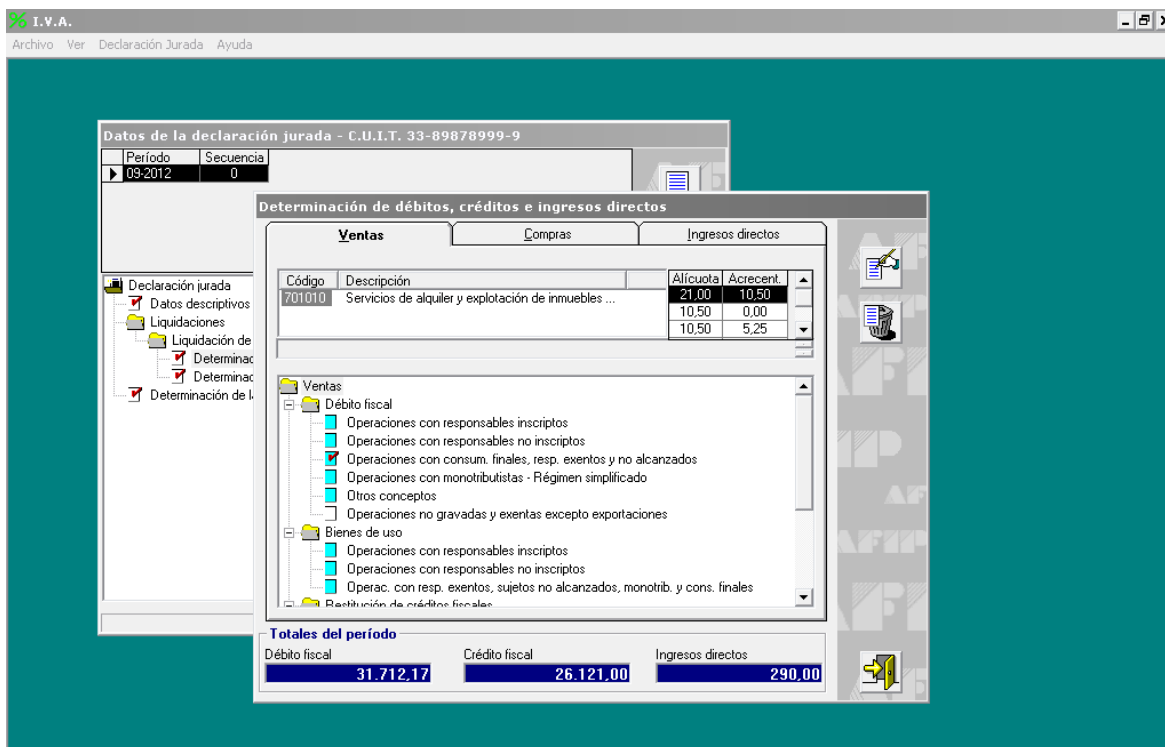 I.V.A.
Archivo Ver Declaración Jurada Ayuda
Datos de la declaración jurada - C.U.I.T. 33-89878999-9
Período Secuencia
09-2012 0
Declaración jurada
Datos descriptivos
Liquidaciones
Liquidación de
Determinac
Determinac
Determinación de l
Determinación de débitos, créditos e ingresos directos
Ventas Compras Ingresos directos
Código Descripción Alícuota Acrecent.
701010 Servicios de alquiler y explotación de inmuebles ... 21,00 10,50
10,50 0,00
10,50 5,25
Ventas
Débito fiscal
Operaciones con responsables inscriptos
Operaciones con responsables no inscriptos
Operaciones con consum. finales, resp. exentos y no alcanzados
Operaciones con monotributistas - Régimen simplificado
Otros conceptos
Operaciones no gravadas y exentas excepto exportaciones
Bienes de uso
Operaciones con responsables inscriptos
Operaciones con responsables no inscriptos
Operac. con resp. exentos, sujetos no alcanzados, monotrib. y cons. finales
Restitución de créditos fiscales
Totales del período
Débito fiscal Crédito fiscal Ingresos directos
31.712,17 26.121,00 290,00
AFIP